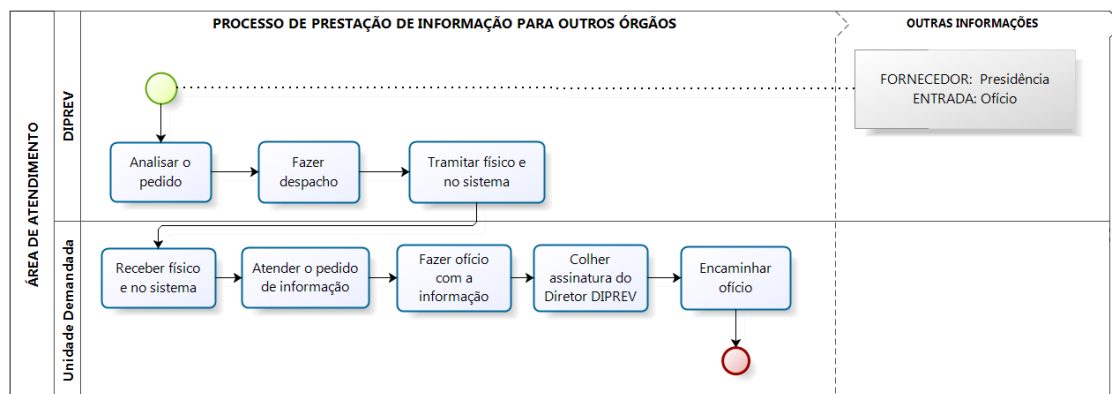 PROCESSO DE PRESTAÇÃO DE INFORMAÇÃO PARA OUTROS ÓRGÃOS
OUTRAS INFORMAÇÕES
ÁREA DE ATENDIMENTO
DIPREV
FORNECEDOR: Presidência
ENTRADA: Ofício
Analisar o
pedido
Fazer
despacho
Tramitar físico e
no sistema
Unidade Demandada
Receber físico
e no sistema
Atender o pedido
de informação
Fazer ofício
com a
informação
Colher
assinatura do
Diretor DIPREV
Encaminhar
ofício